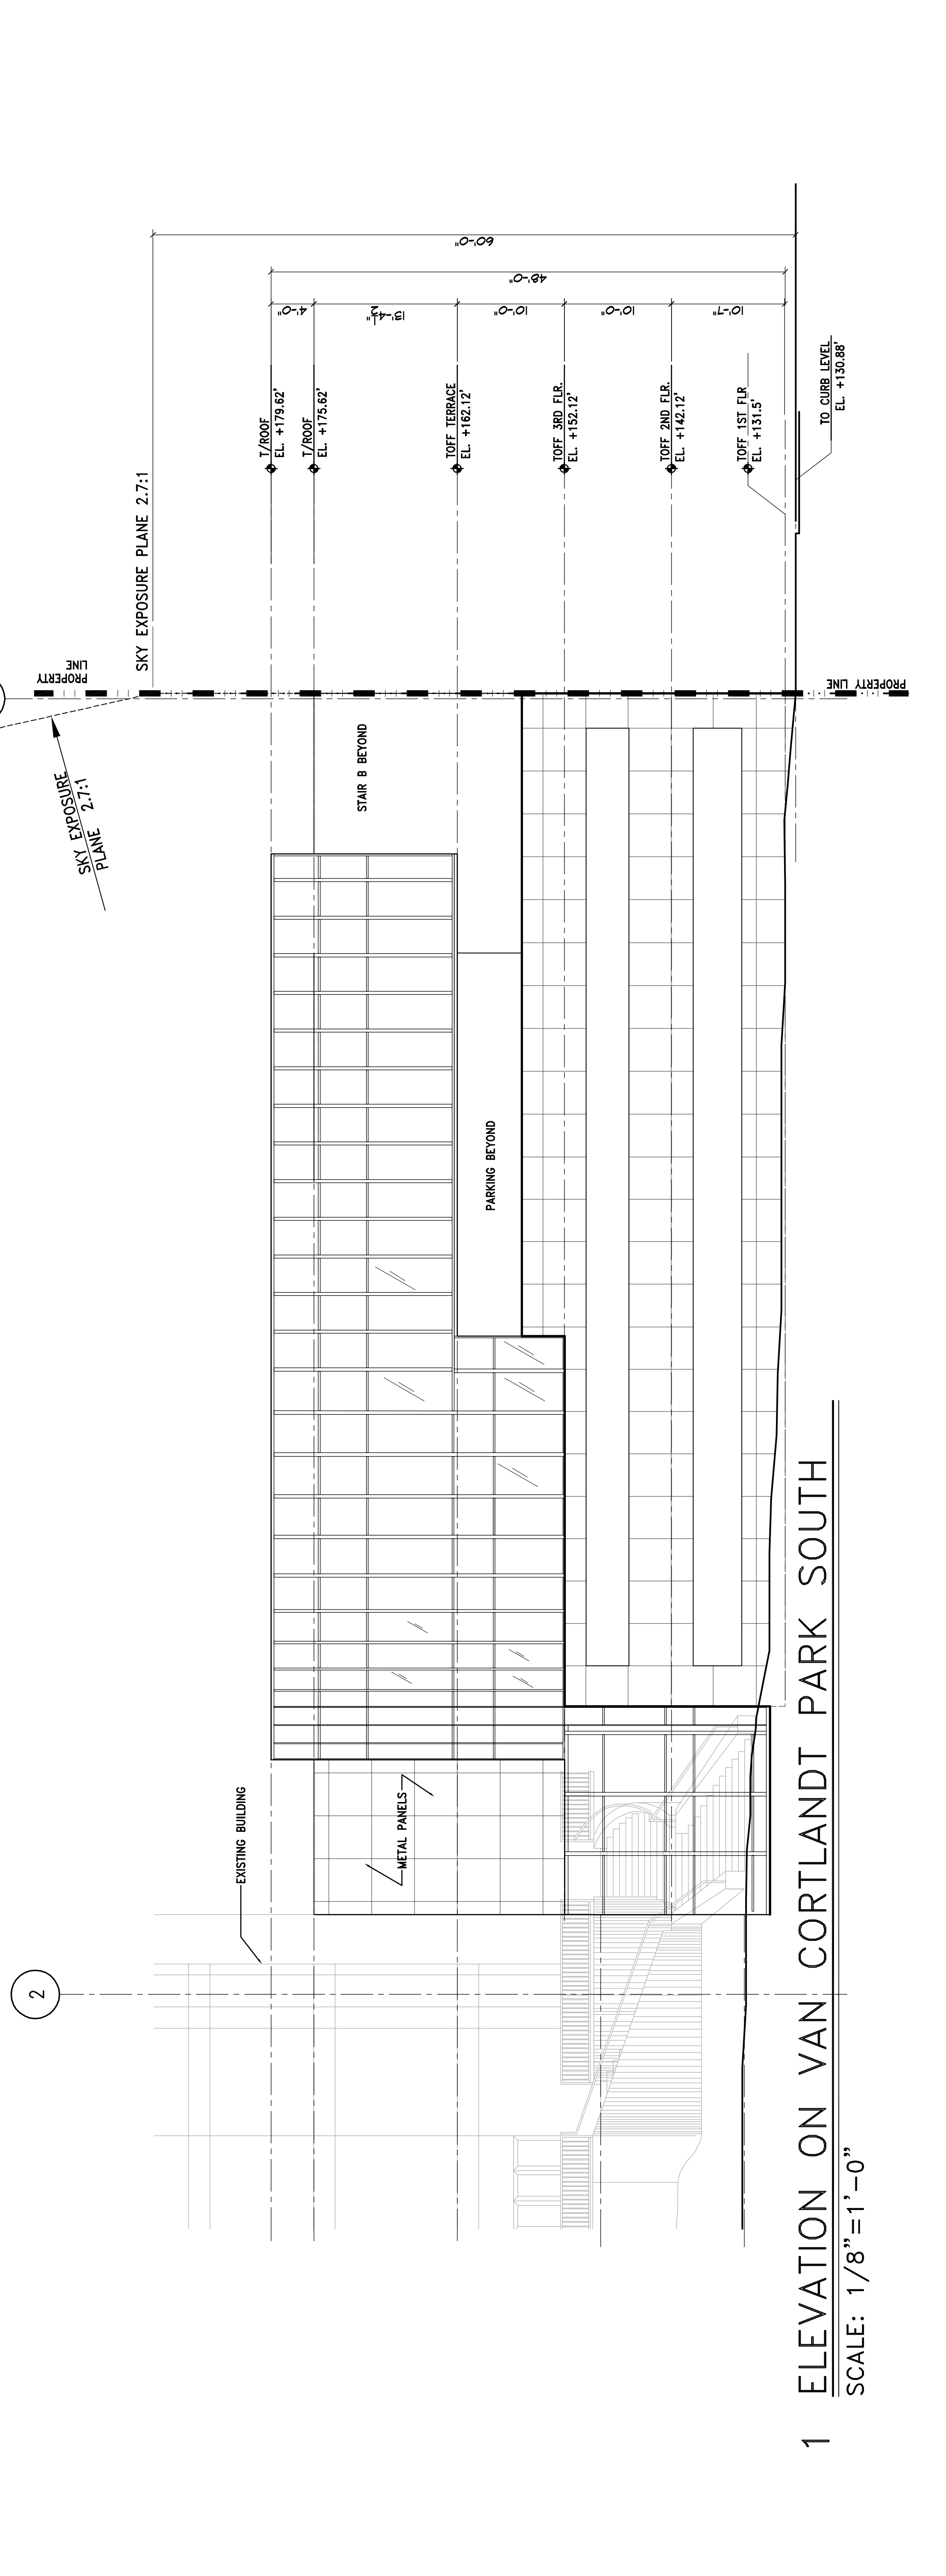 2
EXISTING BUILDING
METAL PANELS
SKY EXPOSURE
PLANE 2.7:1
PROPERTY
LINE
SKY EXPOSURE PLANE 2.7:1
STAIR B BEYOND
PARKING BEYOND
T/ROOF
EL. +179.62'
T/ROOF
EL. +175.62'
TOFF TERRACE
EL. +162.12'
TOFF 3RD FLR.
EL. +152.12'
TOFF 2ND FLR.
EL. +142.12'
TOFF 1ST FLR
EL. +131.5'
TO CURB LEVEL
EL. +130.88'
4'-0"
13'-4½"
10'-0"
10'-0"
10'-7"
48'-0"
60'-0"
PROPERTY LINE
1 ELEVATION ON VAN CORTLANDT PARK SOUTH
SCALE: 1/8"=1'-0"